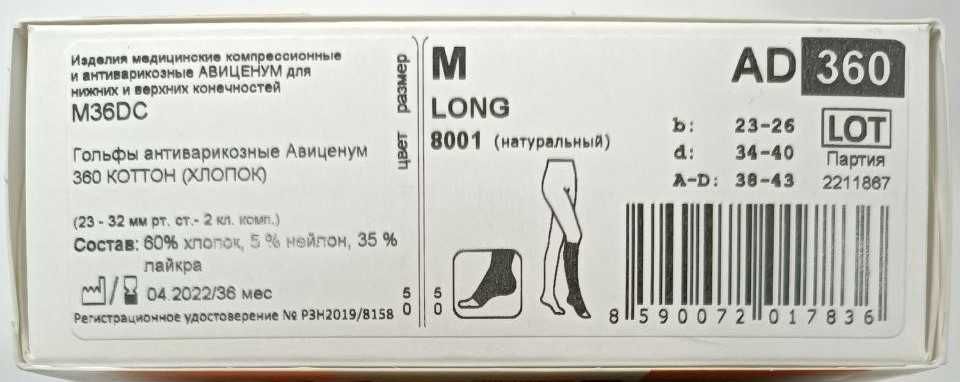 Изделия медицинские компрессионные
и антиварикозные АВИЦЕНУМ для
нижних и верхних конечностей
M36DC
Гольфы антиварикозные Авиценум
360 КОТТОН (ХЛОПОК)
(23 - 32 мм рт. ст.- 2 кл. комп.)
Состав: 60% хлопок, 5 % нейлон, 35 %
лайкра
04.2022/36 мес
Регистрационное удостоверение № РЗН2019/8158
цвет размер
50
50
M
LONG
8001 (натуральный)
AD 360
b: 23-26
d: 34-40
A-D: 38-43
LOT
Партия
2211867
8 590072 017836